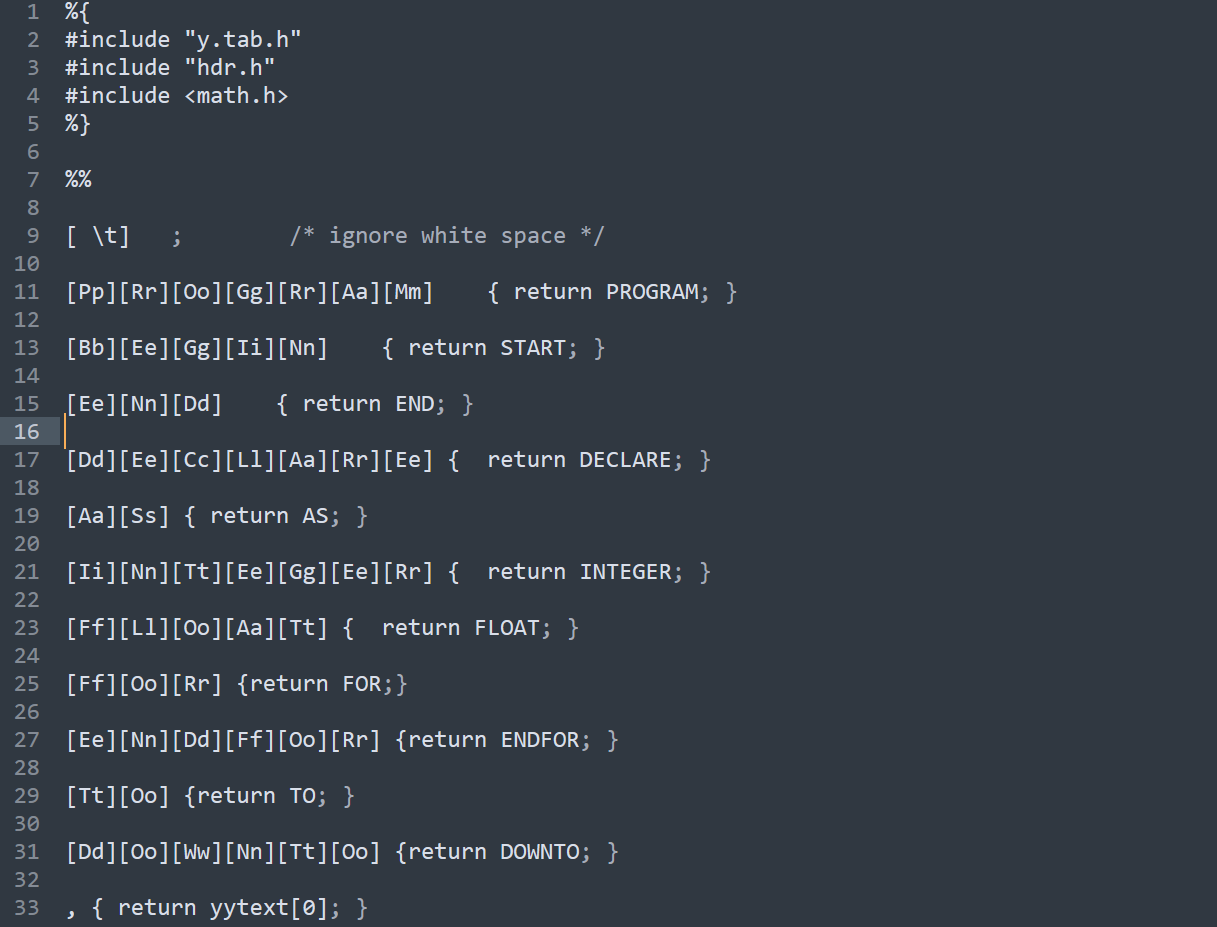 1 %{
2 #include "y.tab.h"
3 #include "hdr.h"
4 #include <math.h>
5 %}
6
7 %%
8
9 [ \t]   ;        /* ignore white space */
10
11 [Pp][Rr][Oo][Gg][Rr][Aa][Mm]    { return PROGRAM; }
12
13 [Bb][Ee][Gg][Ii][Nn]    { return START; }
14
15 [Ee][Nn][Dd]    { return END; }
16
17 [Dd][Ee][Cc][Ll][Aa][Rr][Ee] {  return DECLARE; }
18
19 [Aa][Ss] { return AS; }
20
21 [Ii][Nn][Tt][Ee][Gg][Ee][Rr] {  return INTEGER; }
22
23 [Ff][Ll][Oo][Aa][Tt] {  return FLOAT; }
24
25 [Ff][Oo][Rr] {return FOR;}
26
27 [Ee][Nn][Dd][Ff][Oo][Rr] {return ENDFOR; }
28
29 [Tt][Oo] {return TO; }
30
31 [Dd][Oo][Ww][Nn][Tt][Oo] {return DOWNTO; }
32
33 , { return yytext[0]; }